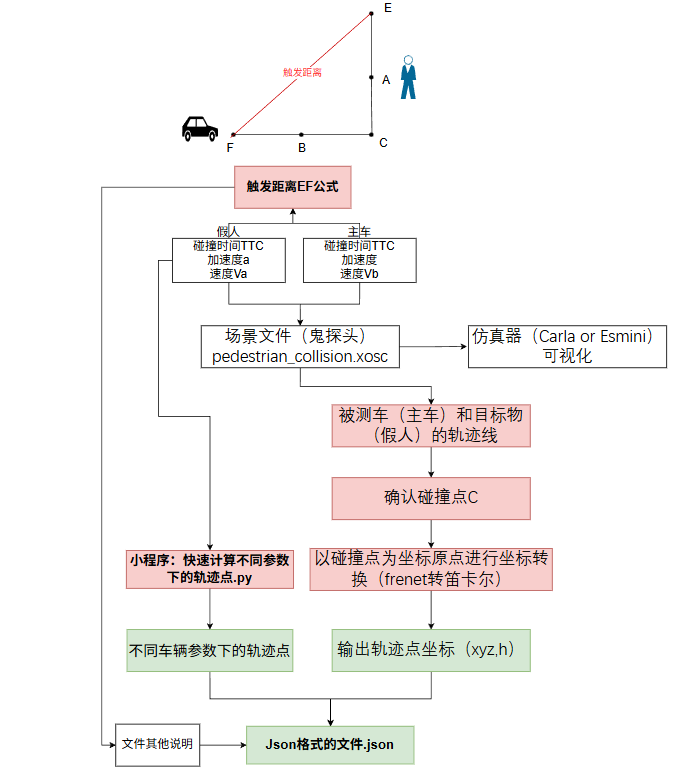 E
触发距离
A
F
B
C
触发距离EF公式
假人
主车
碰撞时间TTC
加速度a
速度Va
碰撞时间TTC
加速度
速度Vb
场景文件（鬼探头）
pedestrian_collision.xosc
仿真器（Carla or Esmini）
可视化
被测车（主车）和目标物
（假人）的轨迹线
确认碰撞点C
小程序：快速计算不同参数
下的轨迹点.py
以碰撞点为坐标原点进行坐标转
换（frenet转笛卡尔）
不同车辆参数下的轨迹点
输出轨迹点坐标（xyz,h）
文件其他说明
Json格式的文件.json